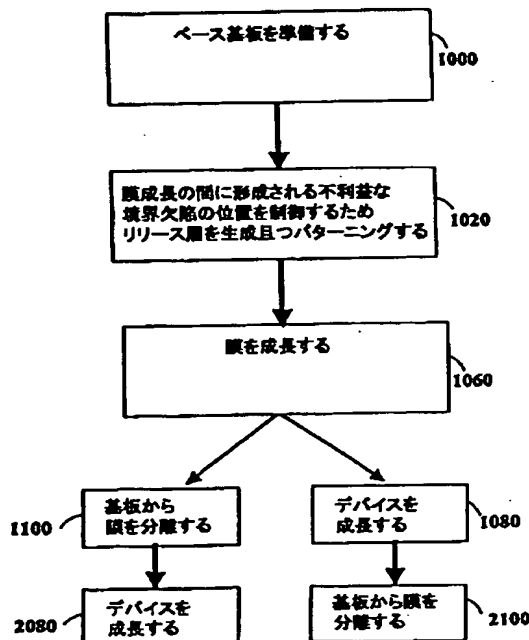 ベース基板を準備する
1000
膜成長の間に形成される不利益な
境界欠陥の位置を制御するため
リリース層を生成且つパターニングする
1020
膜を成長する
1060
基板から
膜を分離する
1100
デバイスを
成長する
1080
デバイスを
成長する
2080
基板から膜を
分離する
2100